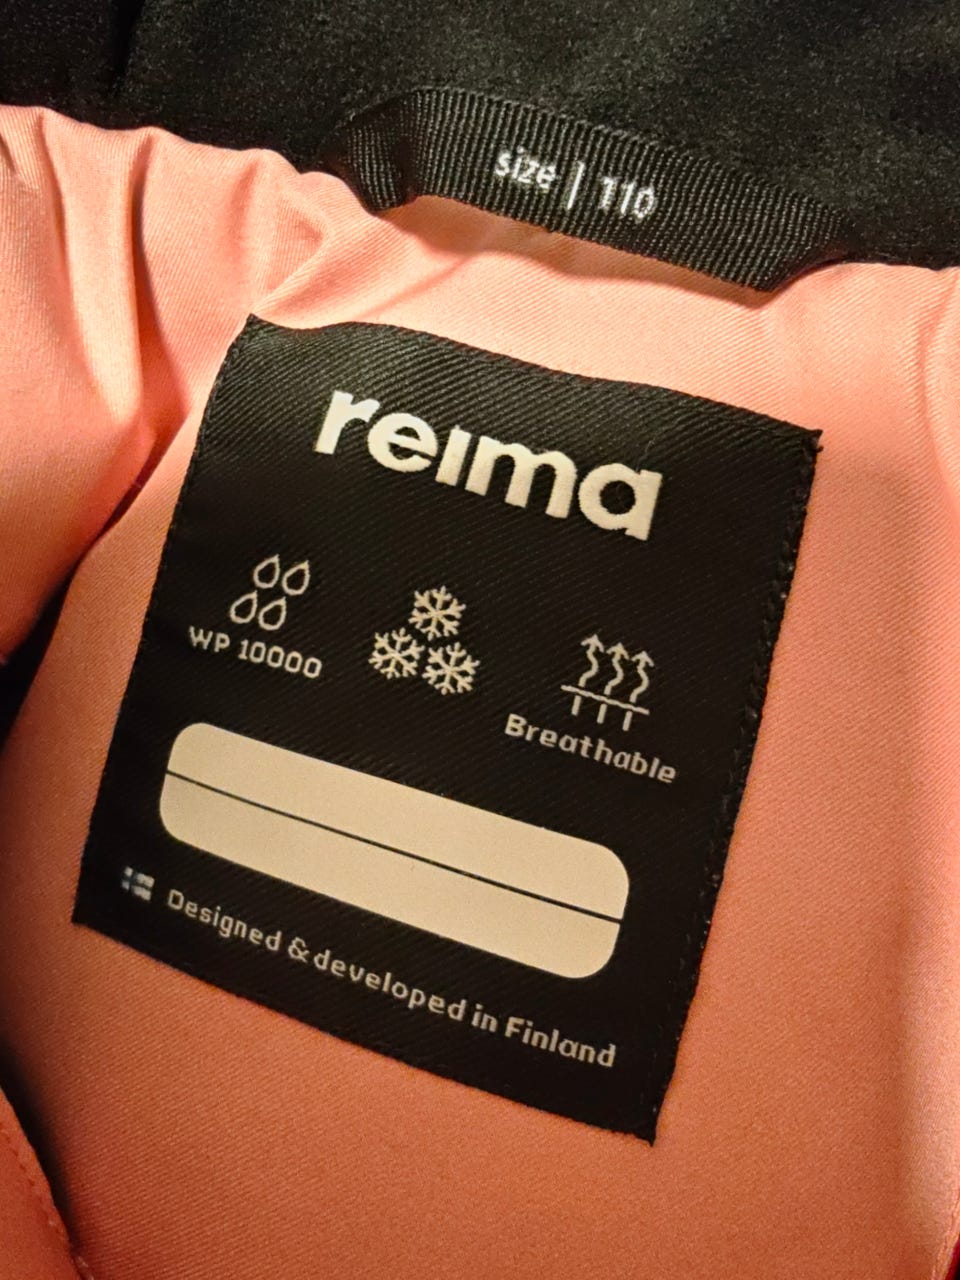 size | 110
reima
WP 10000
Breathable
Designed & developed in Finland